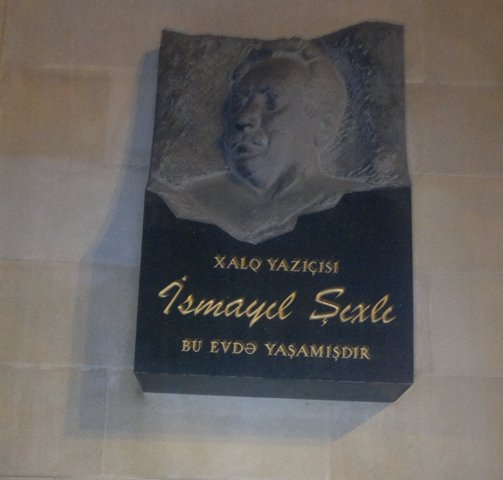 XALQ YAZIÇISI
İsmayıl Şıxlı
BU EVDƏ YAŞAMIŞDIR